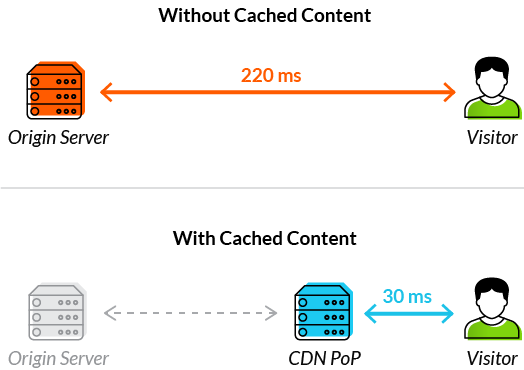 Without Cached Content
220 ms
Origin Server
Visitor
With Cached Content
30 ms
Origin Server
CDN PoP
Visitor